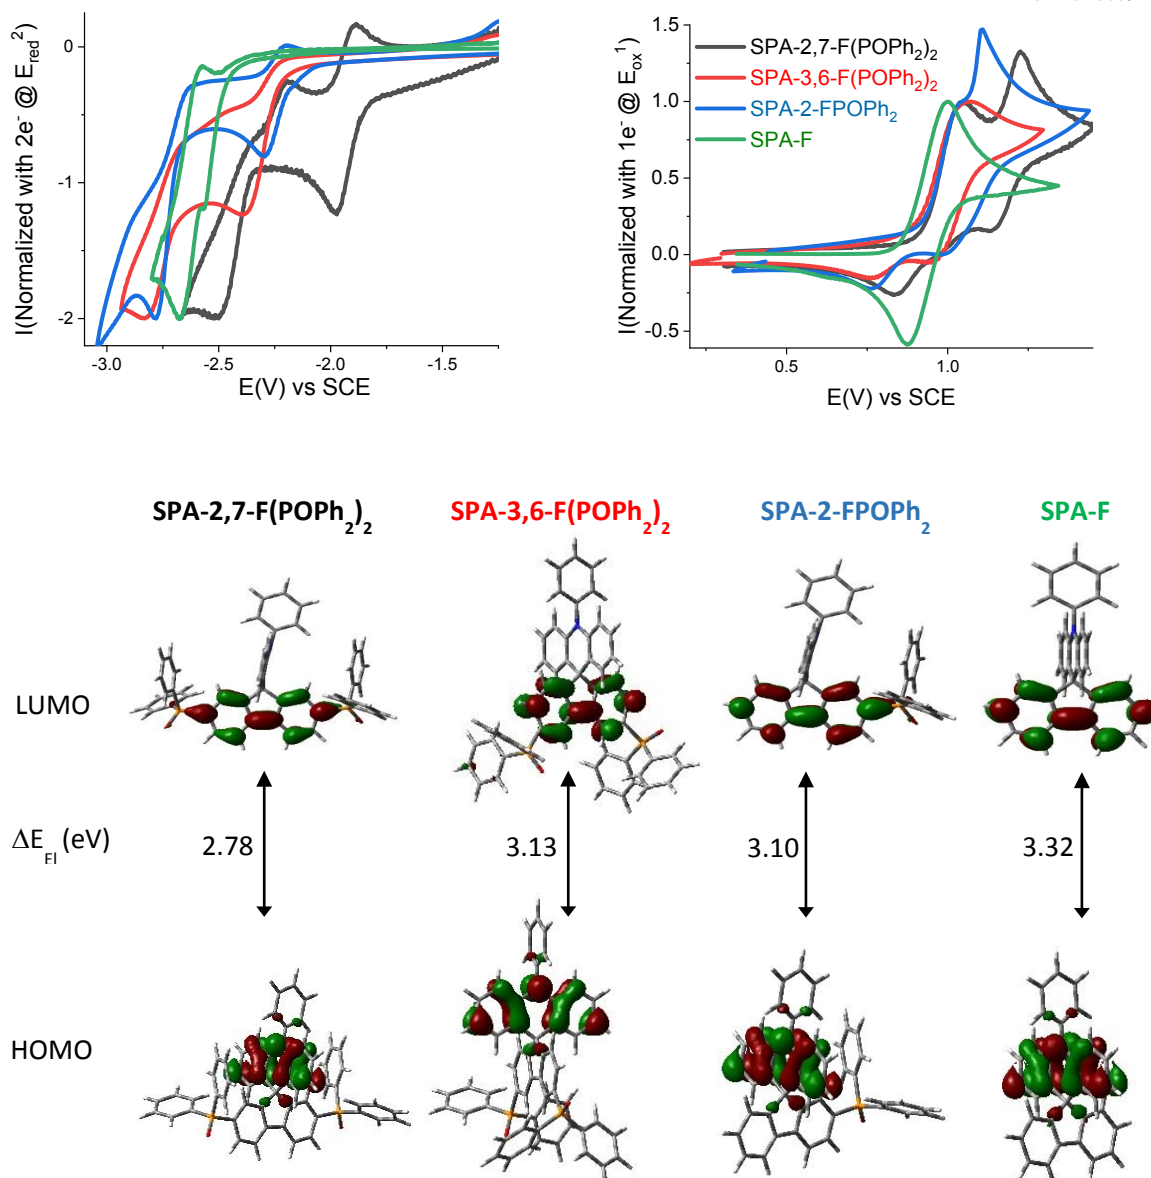 I(Normalized with 2e⁻ @ E_red²)
0
-1
-2
-3.0
-2.5
-2.0
-1.5
E(V) vs SCE
I(Normalized with 1e⁻ @ E_ox¹)
1.5
1.0
0.5
0.0
-0.5
0.5
1.0
E(V) vs SCE
SPA-2,7-F(POPh₂)₂
SPA-3,6-F(POPh₂)₂
SPA-2-FPOPh₂
SPA-F
SPA-2,7-F(POPh₂)₂
SPA-3,6-F(POPh₂)₂
SPA-2-FPOPh₂
SPA-F
LUMO
ΔE_El (eV)
2.78
3.13
3.10
3.32
HOMO